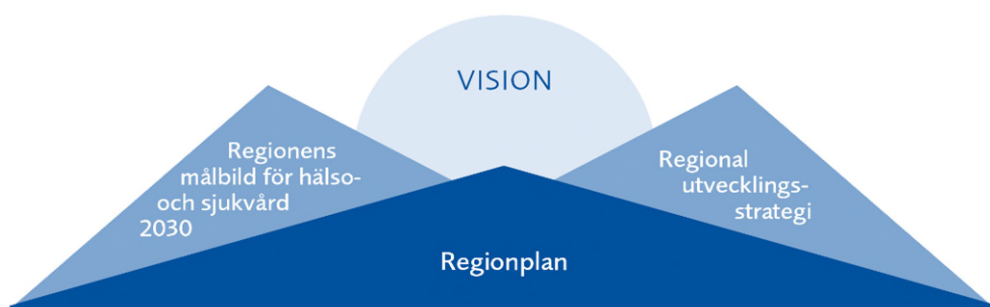 VISION
Regionens
målbild för hälso-
och sjukvård
2030
Regional
utvecklings-
strategi
Regionplan